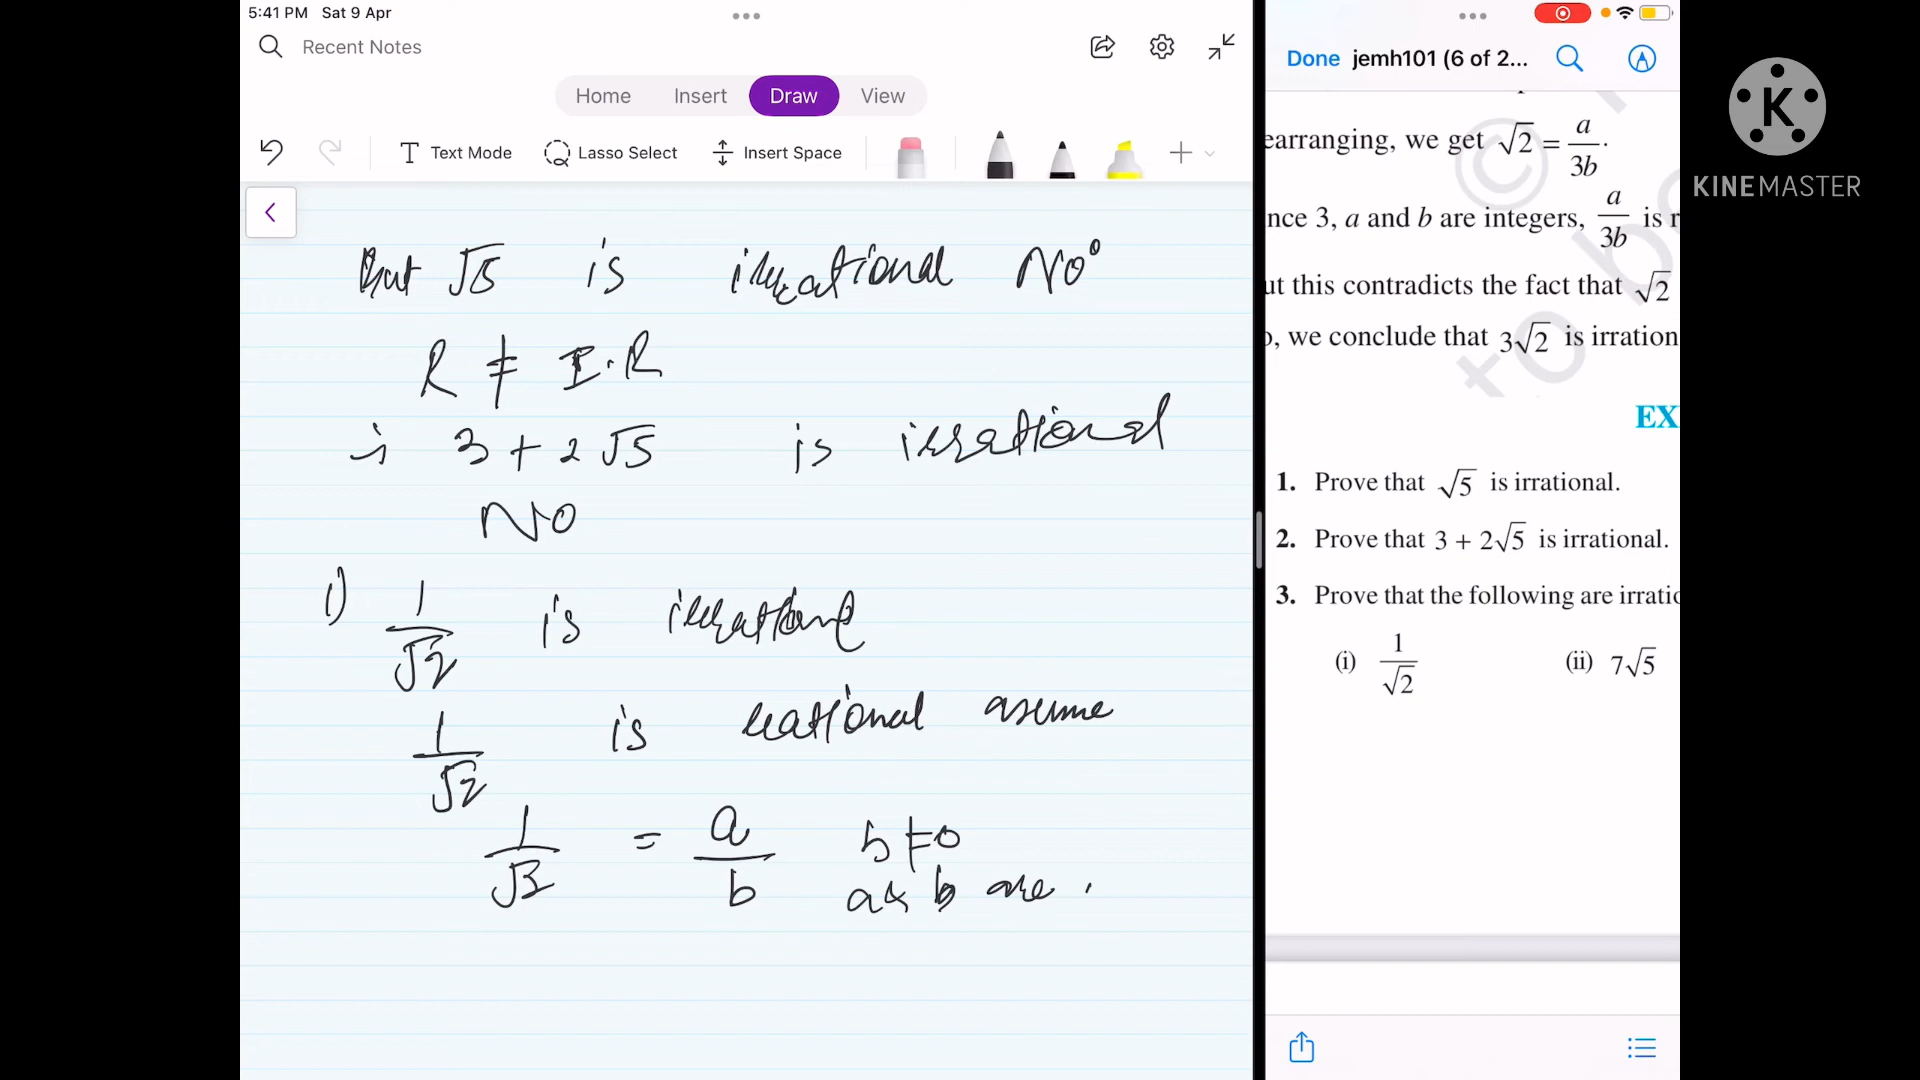 5:41 PM Sat 9 Apr
Recent Notes
Home Insert Draw View
Text Mode Lasso Select Insert Space
But √5 is irrational No
R ≠ I.R
3 + 2√5 is irrational
No
1) 1/√2 is irrational
1/√2 is rational assume
1/√2 = a/b b ≠ 0
a & b are
Done jemh101 (6 of 2...
earranging, we get √2 = a/3b.
nce 3, a and b are integers, a/3b is r
ut this contradicts the fact that √2
o, we conclude that 3√2 is irration
EX
1. Prove that √5 is irrational.
2. Prove that 3 + 2√5 is irrational.
3. Prove that the following are irratio
(i) 1/√2 (ii) 7√5
KINEMASTER